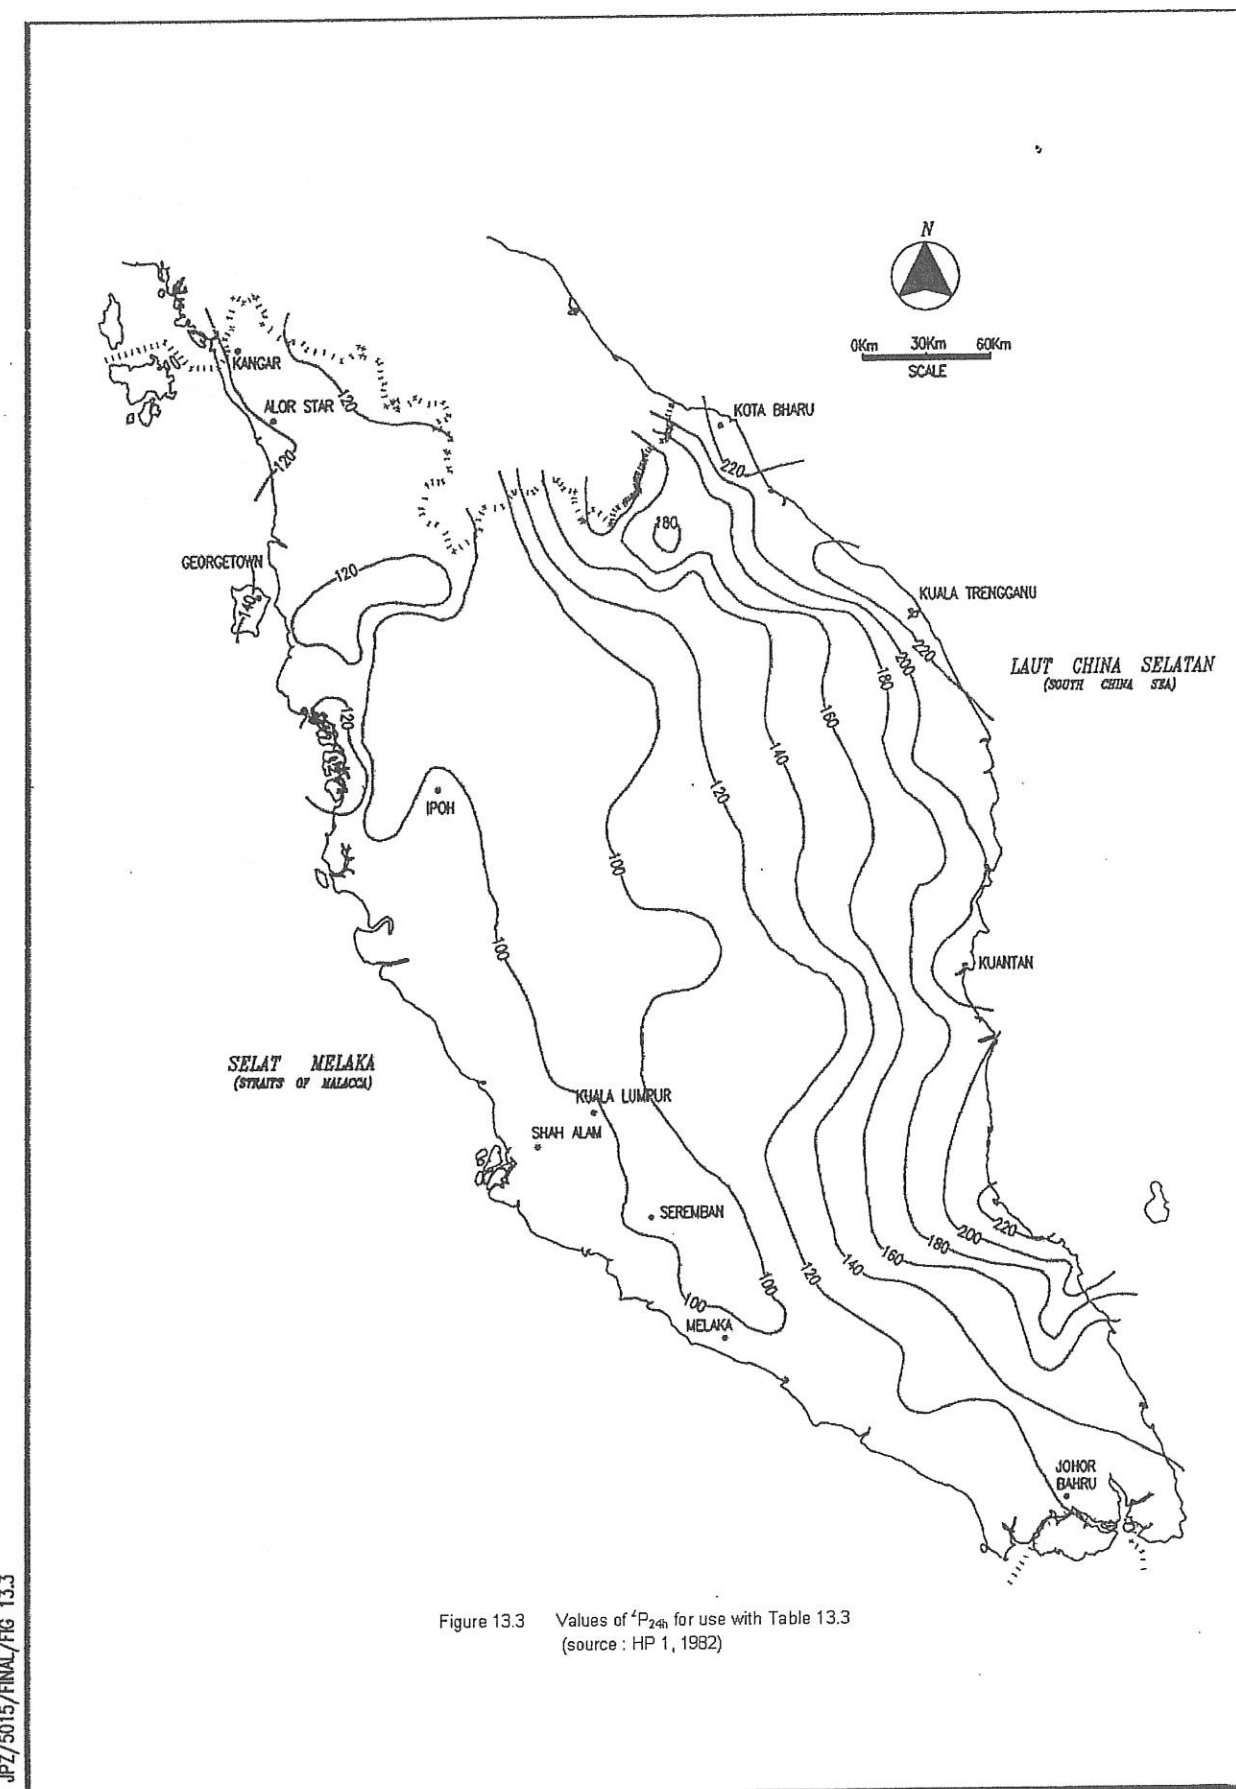 N
0Km 30Km 60Km
SCALE
KANGAR
ALOR STAR
120
120
KOTA BHARU
220
180
GEORGETOWN
120
140
KUALA TRENGGANU
220
200
180
LAUT CHINA SELATAN
(SOUTH CHINA SEA)
120
160
140
120
IPOH
100
100
KUANTAN
SELAT MELAKA
(STRAITS OF MALACCA)
KUALA LUMPUR
SHAH ALAM
SEREMBAN
220
200
180
160
140
120
100
100
MELAKA
JOHOR
BAHRU
Figure 13.3 Values of ²P24h for use with Table 13.3
(source : HP 1, 1982)
JPZ/5015/FINAL/FIG 13.3